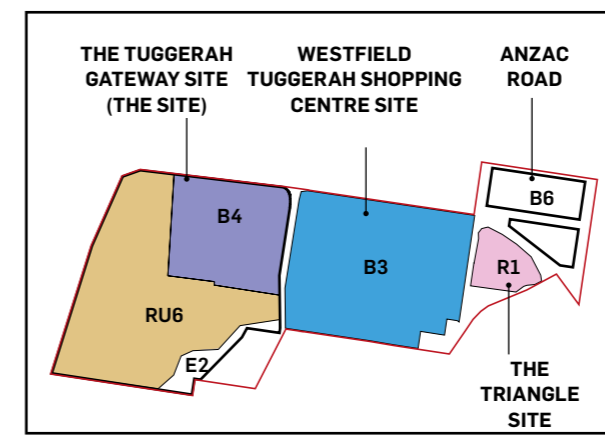 THE TUGGERAH
GATEWAY SITE
(THE SITE)
WESTFIELD
TUGGERAH SHOPPING
CENTRE SITE
ANZAC
ROAD
B4
B3
B6
R1
RU6
E2
THE
TRIANGLE
SITE